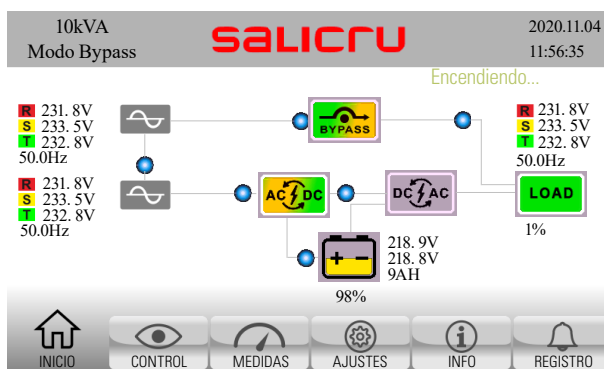 10kVA
Modo Bypass
SALICRU
2020.11.04
11:56:35
Encendiendo...
R 231. 8V
S 233. 5V
T 232. 8V
50.0Hz
BYPASS
R 231. 8V
S 233. 5V
T 232. 8V
50.0Hz
R 231. 8V
S 233. 5V
T 232. 8V
50.0Hz
AC DC
DC AC
LOAD
1%
+ −
218. 9V
218. 8V
9AH
98%
INICIO
CONTROL
MEDIDAS
AJUSTES
INFO
REGISTRO